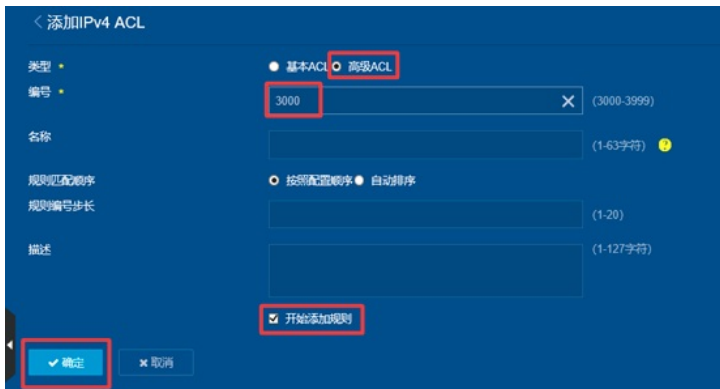 添加IPv4 ACL
类型
基本ACL 高级ACL
编号
3000
(3000-3999)
名称
(1-63字符) ?
规则匹配顺序
按照配置顺序 自动排序
规则编号步长
(1-20)
描述
(1-127字符)
开始添加规则
确定 取消